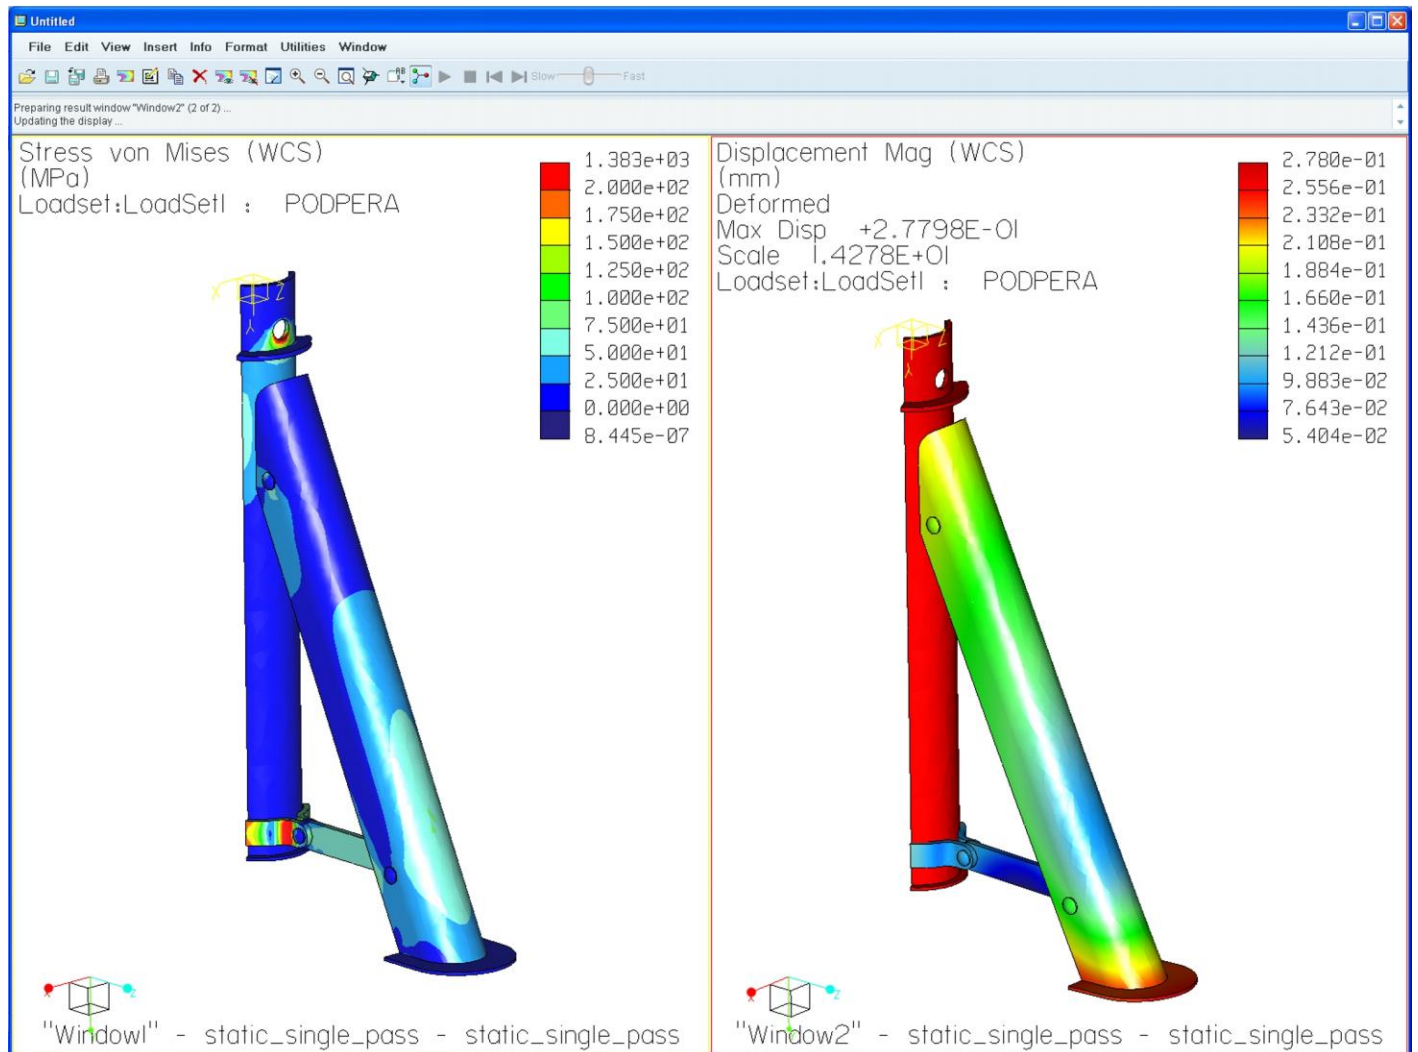 Untitled
File Edit View Insert Info Format Utilities Window
Slow Fast
Preparing result window "Window2" (2 of 2) ...
Updating the display ...
Stress von Mises (WCS)
(MPa)
Loadset:LoadSet1 : PODPERA
1.383e+03
2.000e+02
1.750e+02
1.500e+02
1.250e+02
1.000e+02
7.500e+01
5.000e+01
2.500e+01
0.000e+00
8.445e-07
X Z
Y
X Z
"Window1" - static_single_pass - static_single_pass
Displacement Mag (WCS)
(mm)
Deformed
Max Disp +2.7798E-01
Scale 1.4278E+01
Loadset:LoadSet1 : PODPERA
2.780e-01
2.556e-01
2.332e-01
2.108e-01
1.884e-01
1.660e-01
1.436e-01
1.212e-01
9.883e-02
7.643e-02
5.404e-02
X Z
Y
X Z
"Window2" - static_single_pass - static_single_pass